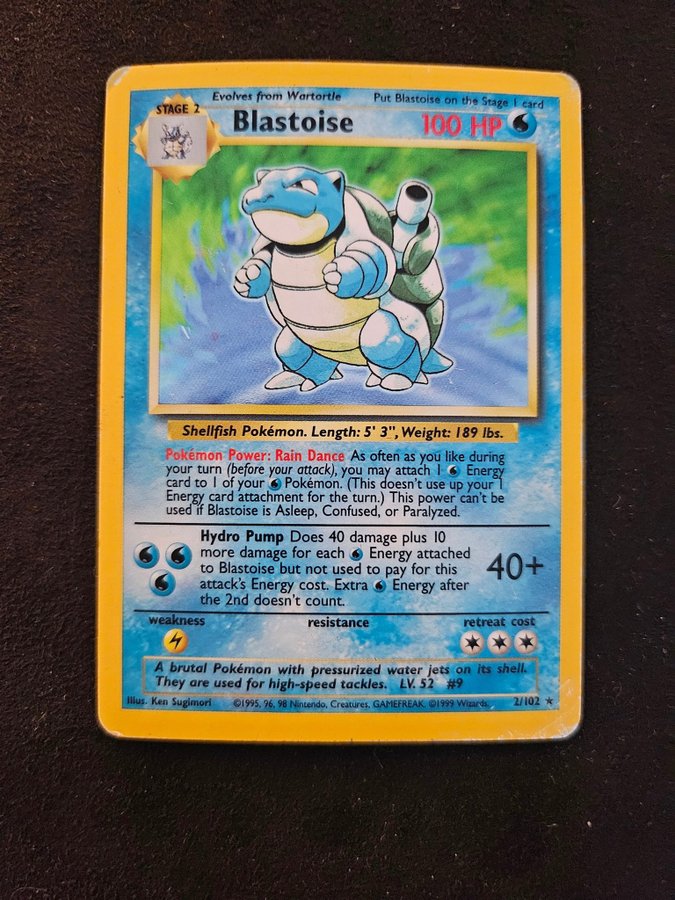 Evolves from Wartortle Put Blastoise on the Stage 1 card
STAGE 2
Blastoise 100 HP
Shellfish Pokémon. Length: 5' 3", Weight: 189 lbs.
Pokémon Power: Rain Dance As often as you like during
your turn (before your attack), you may attach 1 Energy
card to 1 of your Pokémon. (This doesn't use up your 1
Energy card attachment for the turn.) This power can't be
used if Blastoise is Asleep, Confused, or Paralyzed.
Hydro Pump Does 40 damage plus 10
more damage for each Energy attached
to Blastoise but not used to pay for this
attack's Energy cost. Extra Energy after
the 2nd doesn't count.
40+
weakness resistance retreat cost
A brutal Pokémon with pressurized water jets on its shell.
They are used for high-speed tackles. LV. 52 #9
Illus. Ken Sugimori ©1995, 96, 98 Nintendo, Creatures, GAMEFREAK. ©1999 Wizards. 2/102 ★